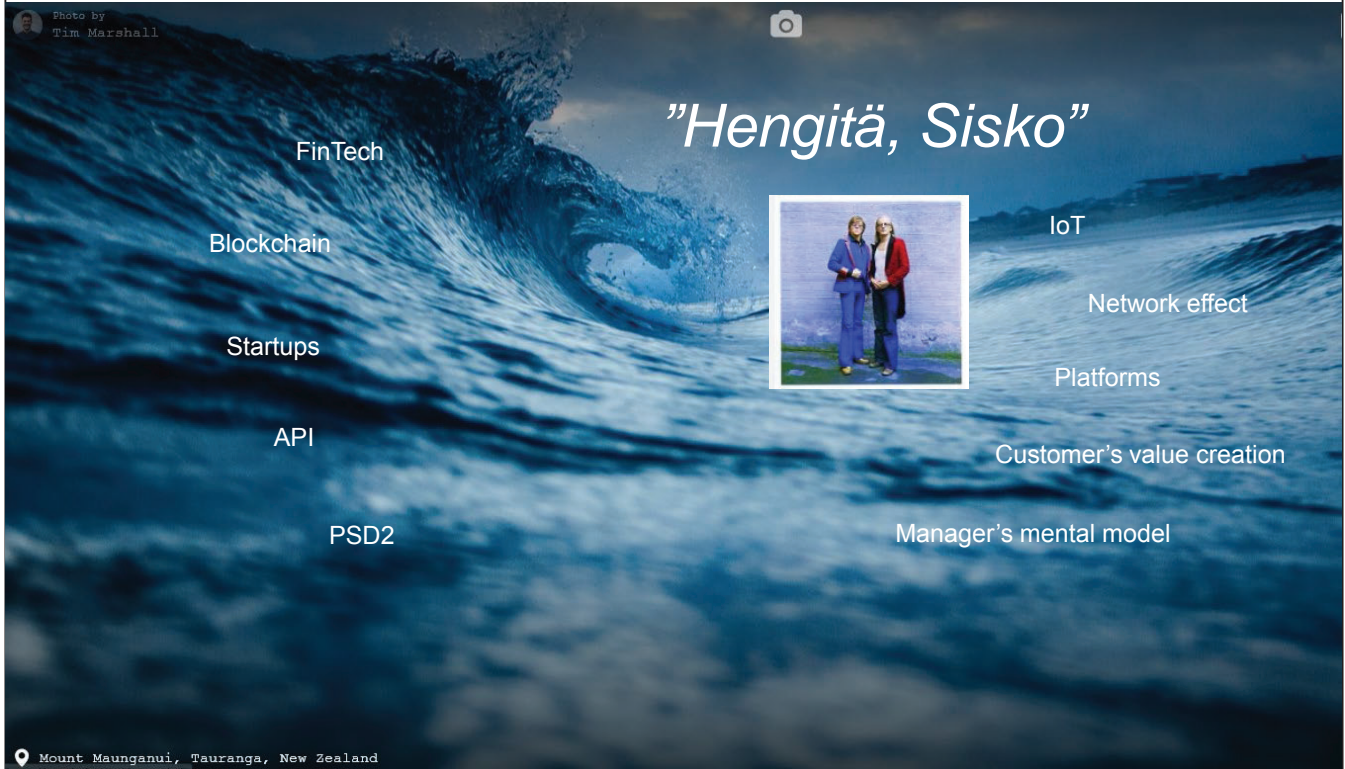 Photo by
Tim Marshall
”Hengitä, Sisko”
FinTech
Blockchain
Startups
API
PSD2
IoT
Network effect
Platforms
Customer’s value creation
Manager’s mental model
Mount Maunganui, Tauranga, New Zealand